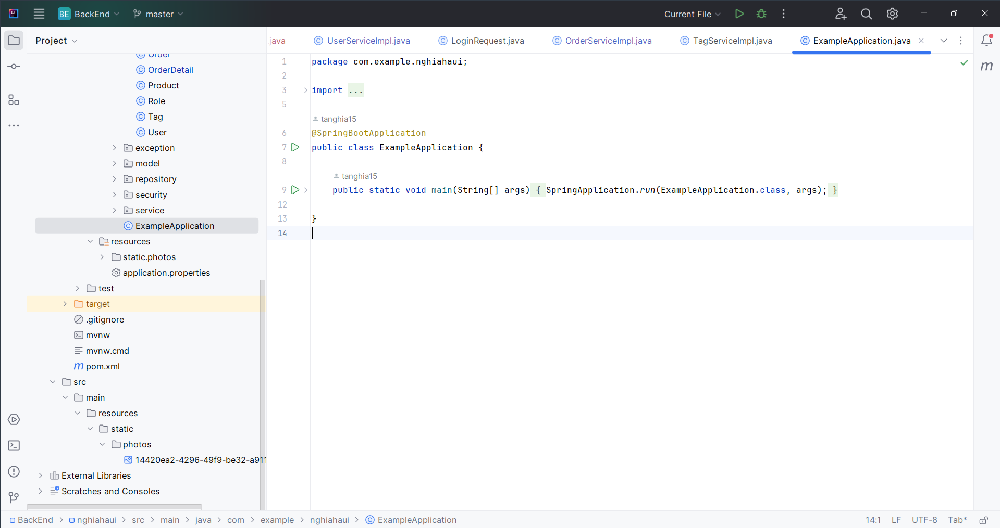 BE BackEnd master Current File
Project
.java UserServiceImpl.java LoginRequest.java OrderServiceImpl.java TagServiceImpl.java ExampleApplication.java
Order
OrderDetail
Product
Role
Tag
User
exception
model
repository
security
service
ExampleApplication
resources
static.photos
application.properties
test
target
.gitignore
mvnw
mvnw.cmd
m pom.xml
src
main
resources
static
photos
14420ea2-4296-49f9-be32-a911
External Libraries
Scratches and Consoles
1 package com.example.nghiahaui;
2
3 import ...
5
tanghia15
6 @SpringBootApplication
7 public class ExampleApplication {
8
tanghia15
9 public static void main(String[] args) { SpringApplication.run(ExampleApplication.class, args); }
12
13 }
14
m
BackEnd > nghiahaui > src > main > java > com > example > nghiahaui > ExampleApplication
14:1 LF UTF-8 Tab*